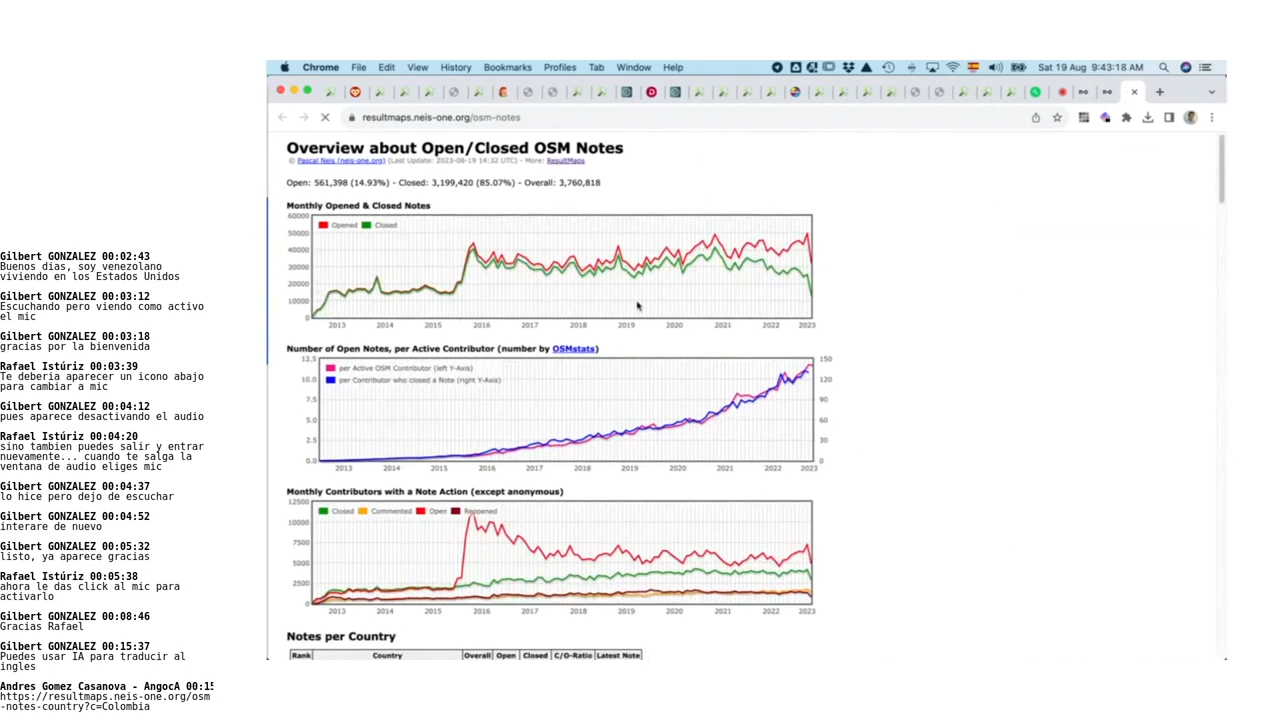 Gilbert GONZALEZ 00:02:43
Buenos dias, soy venezolano
viviendo en los Estados Unidos
Gilbert GONZALEZ 00:03:12
Escuchando pero viendo como activo
el mic
Gilbert GONZALEZ 00:03:18
gracias por la bienvenida
Rafael Istúriz 00:03:39
Te deberia aparecer un icono abajo
para cambiar a mic
Gilbert GONZALEZ 00:04:12
pues aparece desactivando el audio
Rafael Istúriz 00:04:20
sino tambien puedes salir y entrar
nuevamente... cuando te salga la
ventana de audio eliges mic
Gilbert GONZALEZ 00:04:37
lo hice pero dejo de escuchar
Gilbert GONZALEZ 00:04:52
interare de nuevo
Gilbert GONZALEZ 00:05:32
listo, ya aparece gracias
Rafael Istúriz 00:05:38
ahora le das click al mic para
activarlo
Gilbert GONZALEZ 00:08:46
Gracias Rafael
Gilbert GONZALEZ 00:15:37
Puedes usar IA para traducir al
ingles
Andres Gomez Casanova - AngocA 00:15
https://resultmaps.neis-one.org/osm
-notes-country?c=Colombia
Chrome File Edit View History Bookmarks Profiles Tab Window Help Sat 19 Aug 9:43:18 AM
resultmaps.neis-one.org/osm-notes
Overview about Open/Closed OSM Notes
© Pascal Neis (neis-one.org) (Last Update: 2023-08-19 14:32 UTC) - More: ResultMaps
Open: 561,398 (14.93%) - Closed: 3,199,420 (85.07%) - Overall: 3,760,818
Monthly Opened & Closed Notes
60000
Opened Closed
50000
40000
30000
20000
10000
0
2013 2014 2015 2016 2017 2018 2019 2020 2021 2022 2023
Number of Open Notes, per Active Contributor (number by OSMstats)
12.5 150
per Active OSM Contributor (left Y-Axis)
10.0 120
per Contributor who closed a Note (right Y-Axis)
7.5 90
5.0 60
2.5 30
0.0 0
2013 2014 2015 2016 2017 2018 2019 2020 2021 2022 2023
Monthly Contributors with a Note Action (except anonymous)
12500
Closed Commented Open Reopened
10000
7500
5000
2500
0
2013 2014 2015 2016 2017 2018 2019 2020 2021 2022 2023
Notes per Country
Rank Country Overall Open Closed C/O-Ratio Latest Note